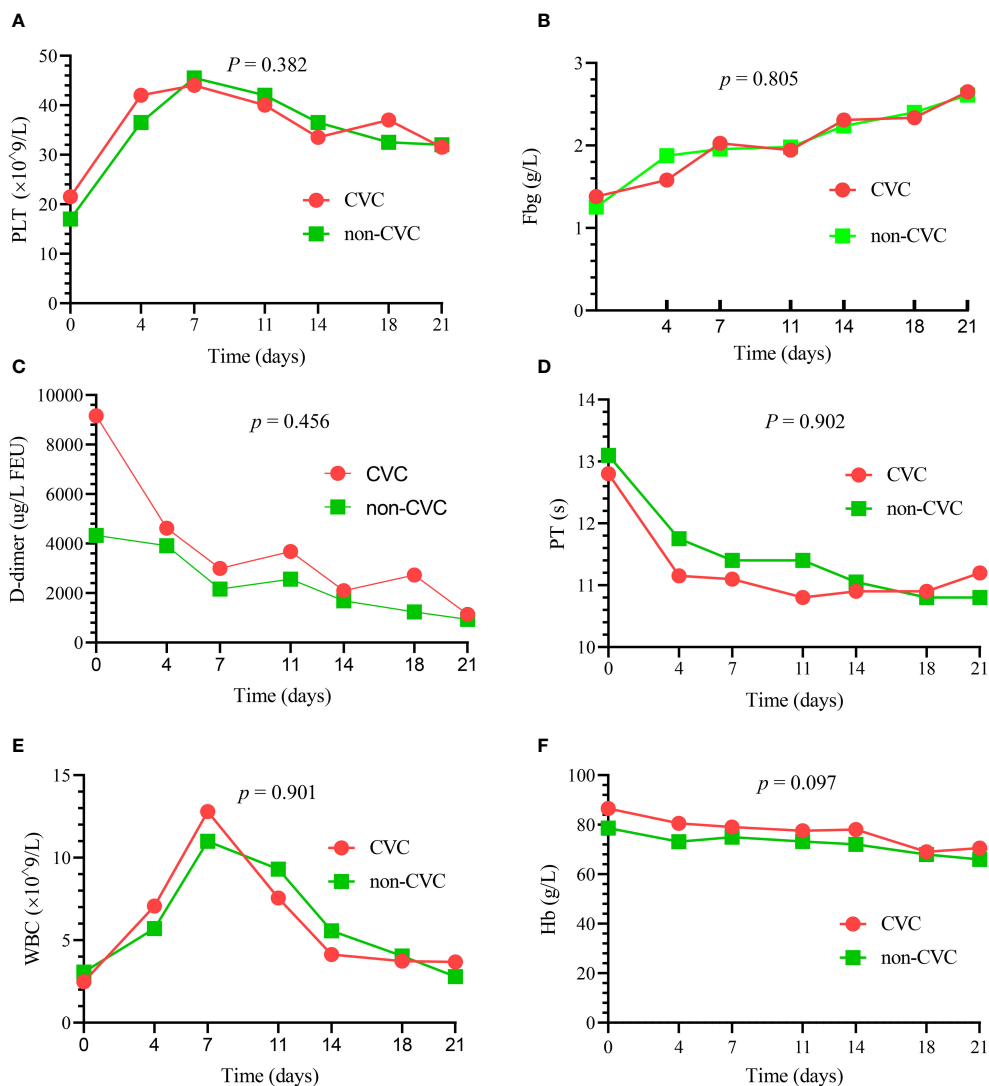 A
P = 0.382
PLT (×10^9/L)
50
40
30
20
10
0
0 4 7 11 14 18 21
Time (days)
CVC
non-CVC
B
p = 0.805
Fbg (g/L)
3
2
1
0
4 7 11 14 18 21
Time (days)
CVC
non-CVC
C
p = 0.456
D-dimer (ug/L FEU)
10000
8000
6000
4000
2000
0
0 4 7 11 14 18 21
Time (days)
CVC
non-CVC
D
P = 0.902
PT (s)
14
13
12
11
10
0 4 7 11 14 18 21
Time (days)
CVC
non-CVC
E
p = 0.901
WBC (×10^9/L)
15
10
5
0
0 4 7 11 14 18 21
Time (days)
CVC
non-CVC
F
p = 0.097
Hb (g/L)
100
80
60
40
20
0
0 4 7 11 14 18 21
Time (days)
CVC
non-CVC